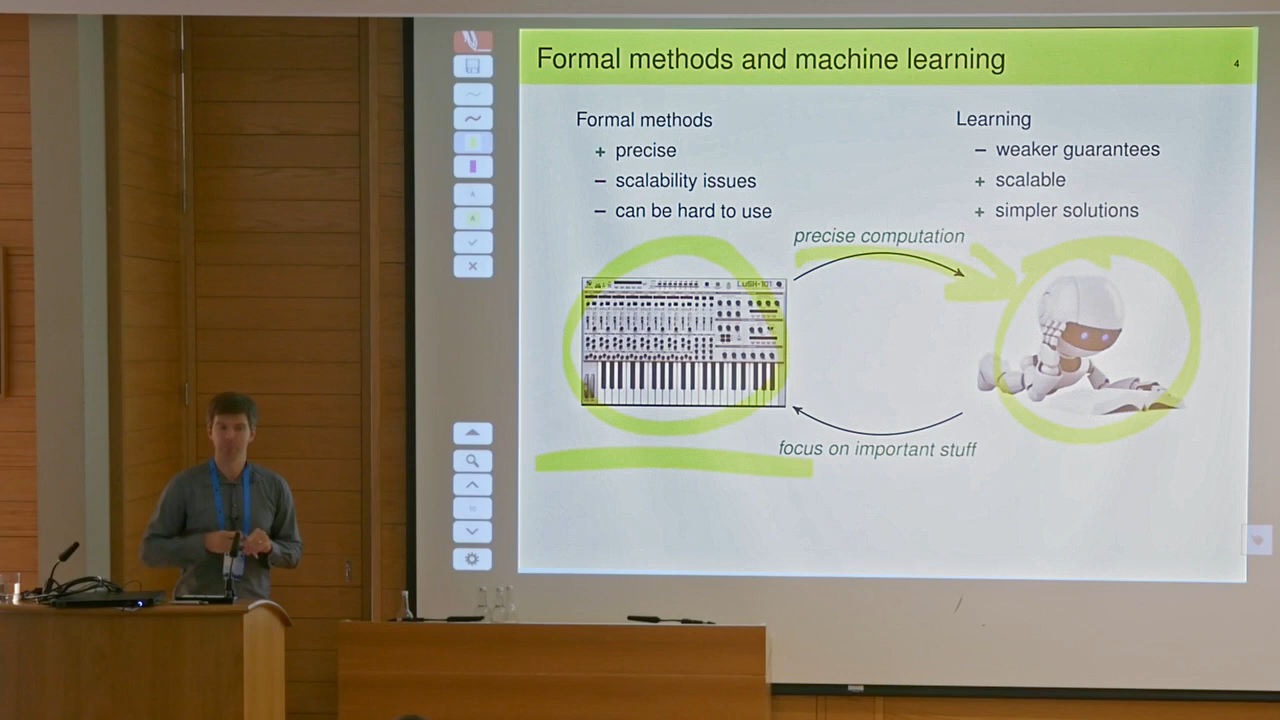 Formal methods and machine learning
4
Formal methods
+ precise
− scalability issues
− can be hard to use
Learning
− weaker guarantees
+ scalable
+ simpler solutions
precise computation
LuSH-101
focus on important stuff